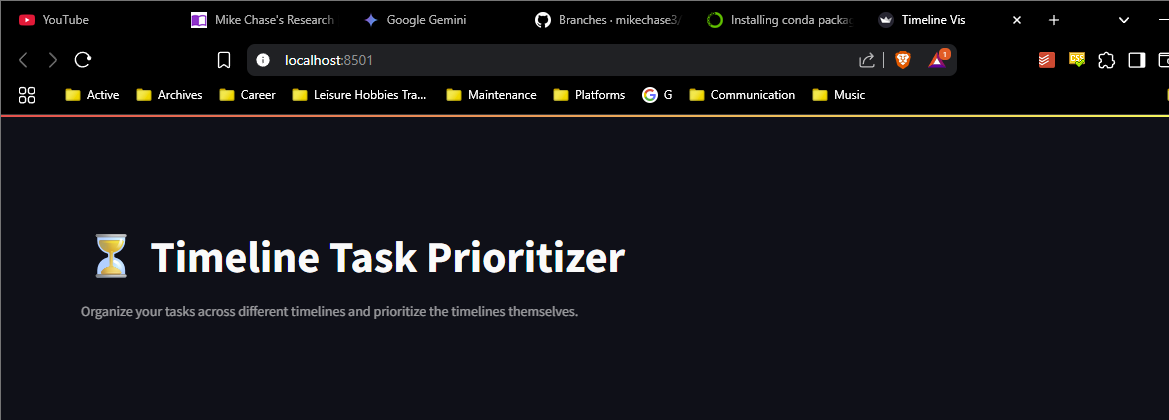 YouTube
Mike Chase's Research
Google Gemini
Branches · mikechase3/
Installing conda packag
Timeline Vis
localhost:8501
1
Active
Archives
Career
Leisure Hobbies Tra...
Maintenance
Platforms
G
Communication
Music
Timeline Task Prioritizer
Organize your tasks across different timelines and prioritize the timelines themselves.